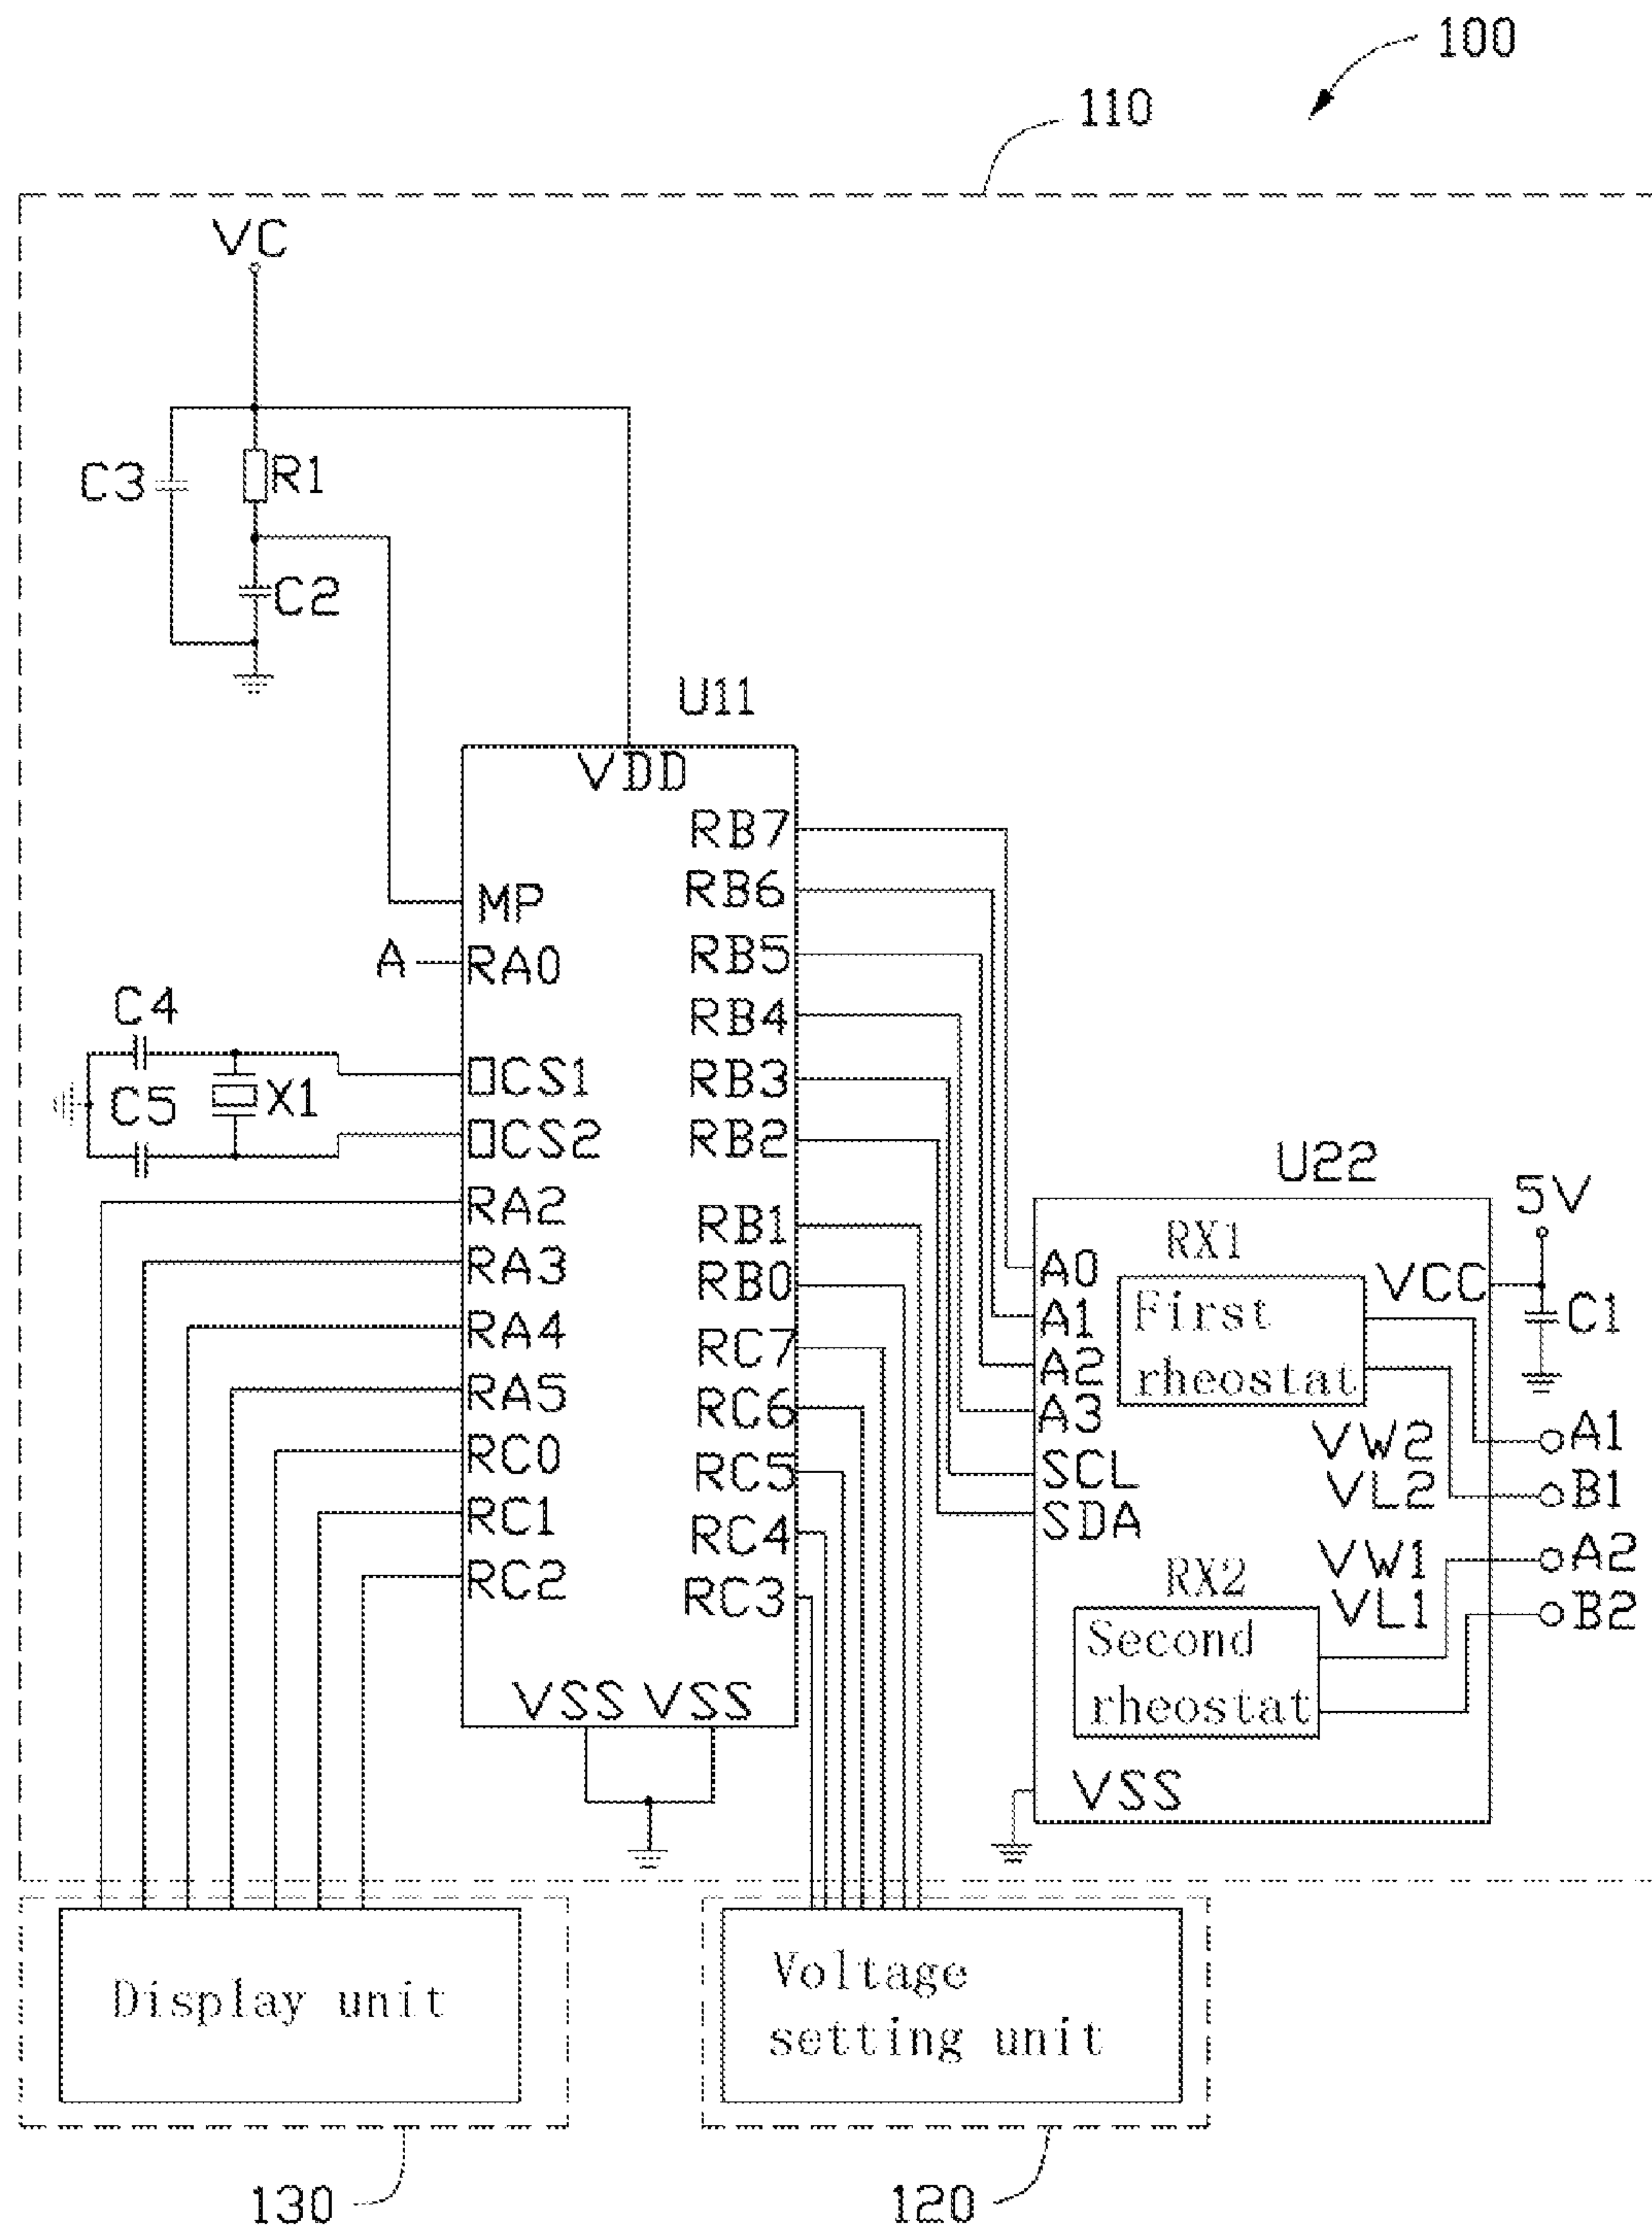 100
110
VC
C3
R1
C2
U11
VDD
MP
A
RA0
C4
OCS1
C5
X1
OCS2
RA2
RA3
RA4
RA5
RC0
RC1
RC2
RB7
RB6
RB5
RB4
RB3
RB2
RB1
RB0
RC7
RC6
RC5
RC4
RC3
VSS VSS
U22
5V
RX1
A0
VCC
First
rheostat
C1
A1
A2
A3
SCL
SDA
VW2
A1
VL2
B1
VW1
A2
VL1
B2
RX2
Second
rheostat
VSS
Display unit
Voltage
setting unit
130
120